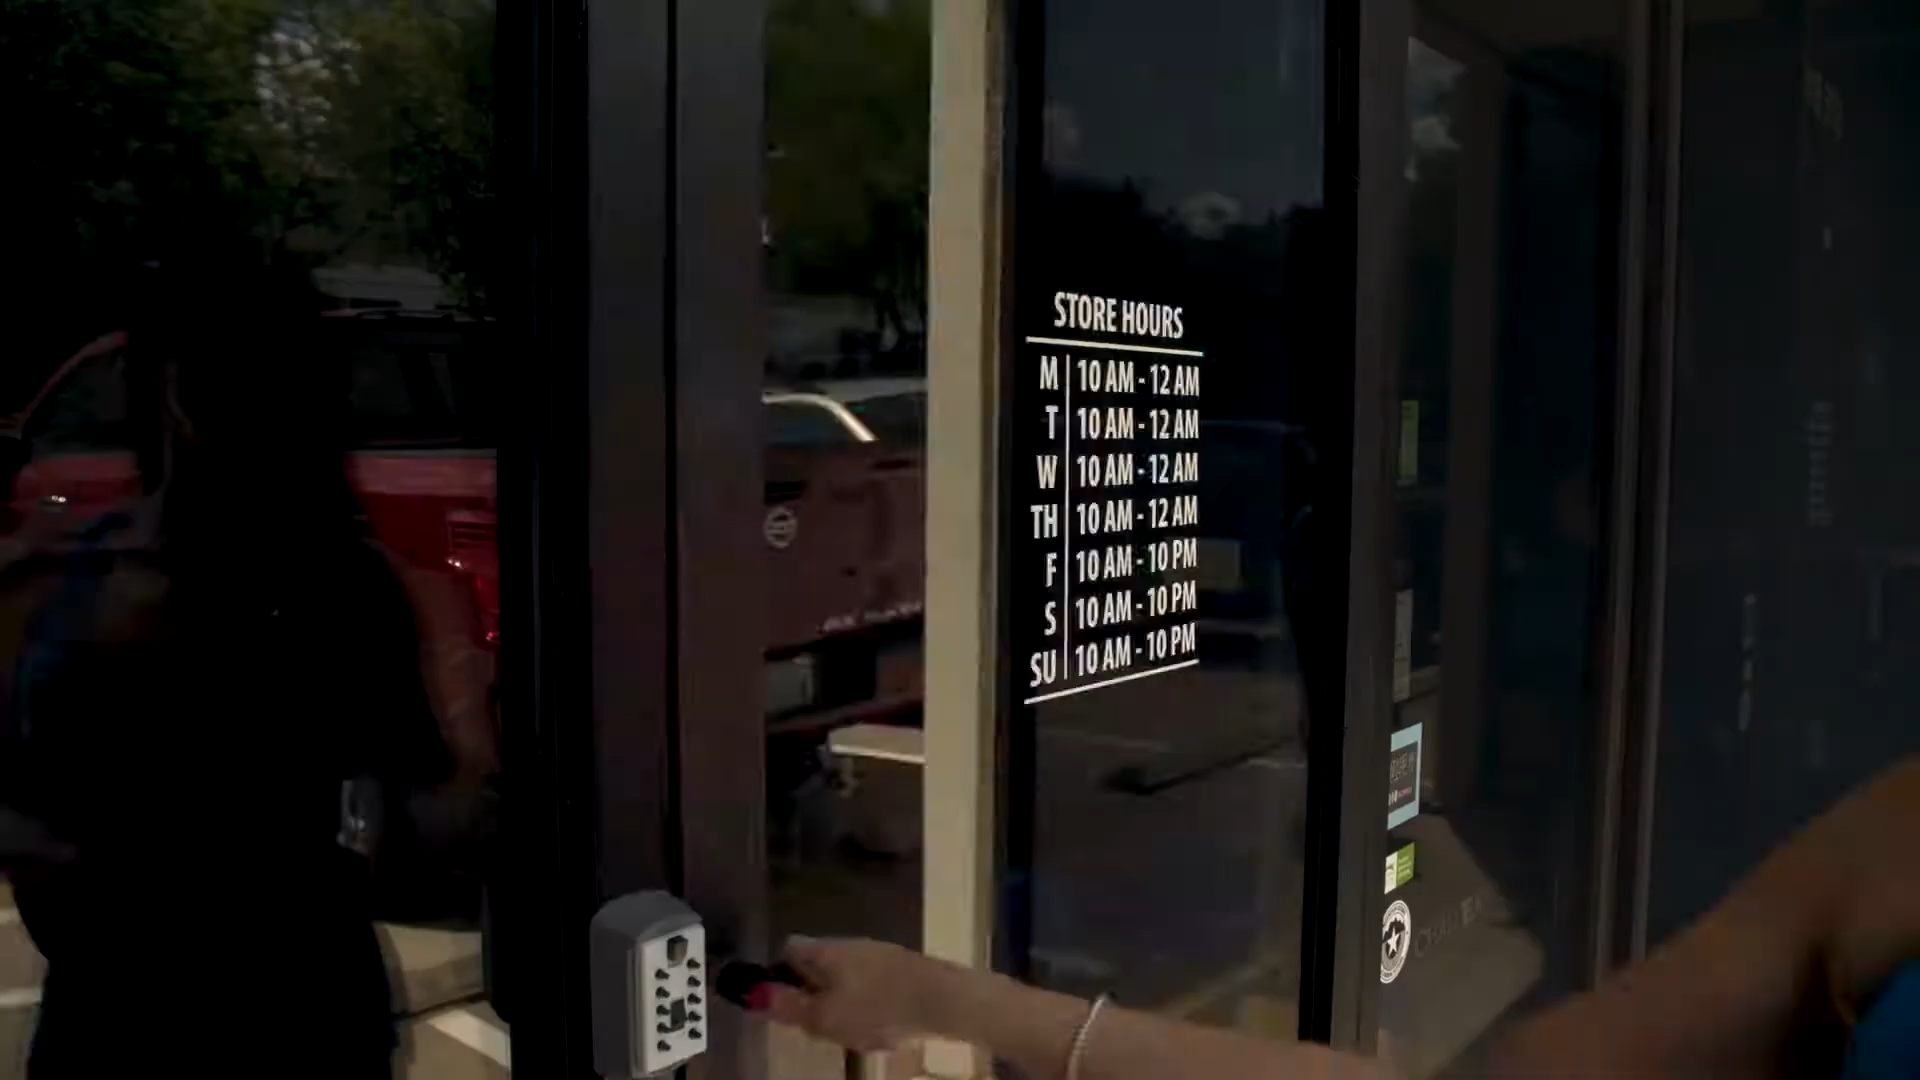 STORE HOURS
M 10 AM - 12 AM
T 10 AM - 12 AM
W 10 AM - 12 AM
TH 10 AM - 12 AM
F 10 AM - 10 PM
S 10 AM - 10 PM
SU 10 AM - 10 PM